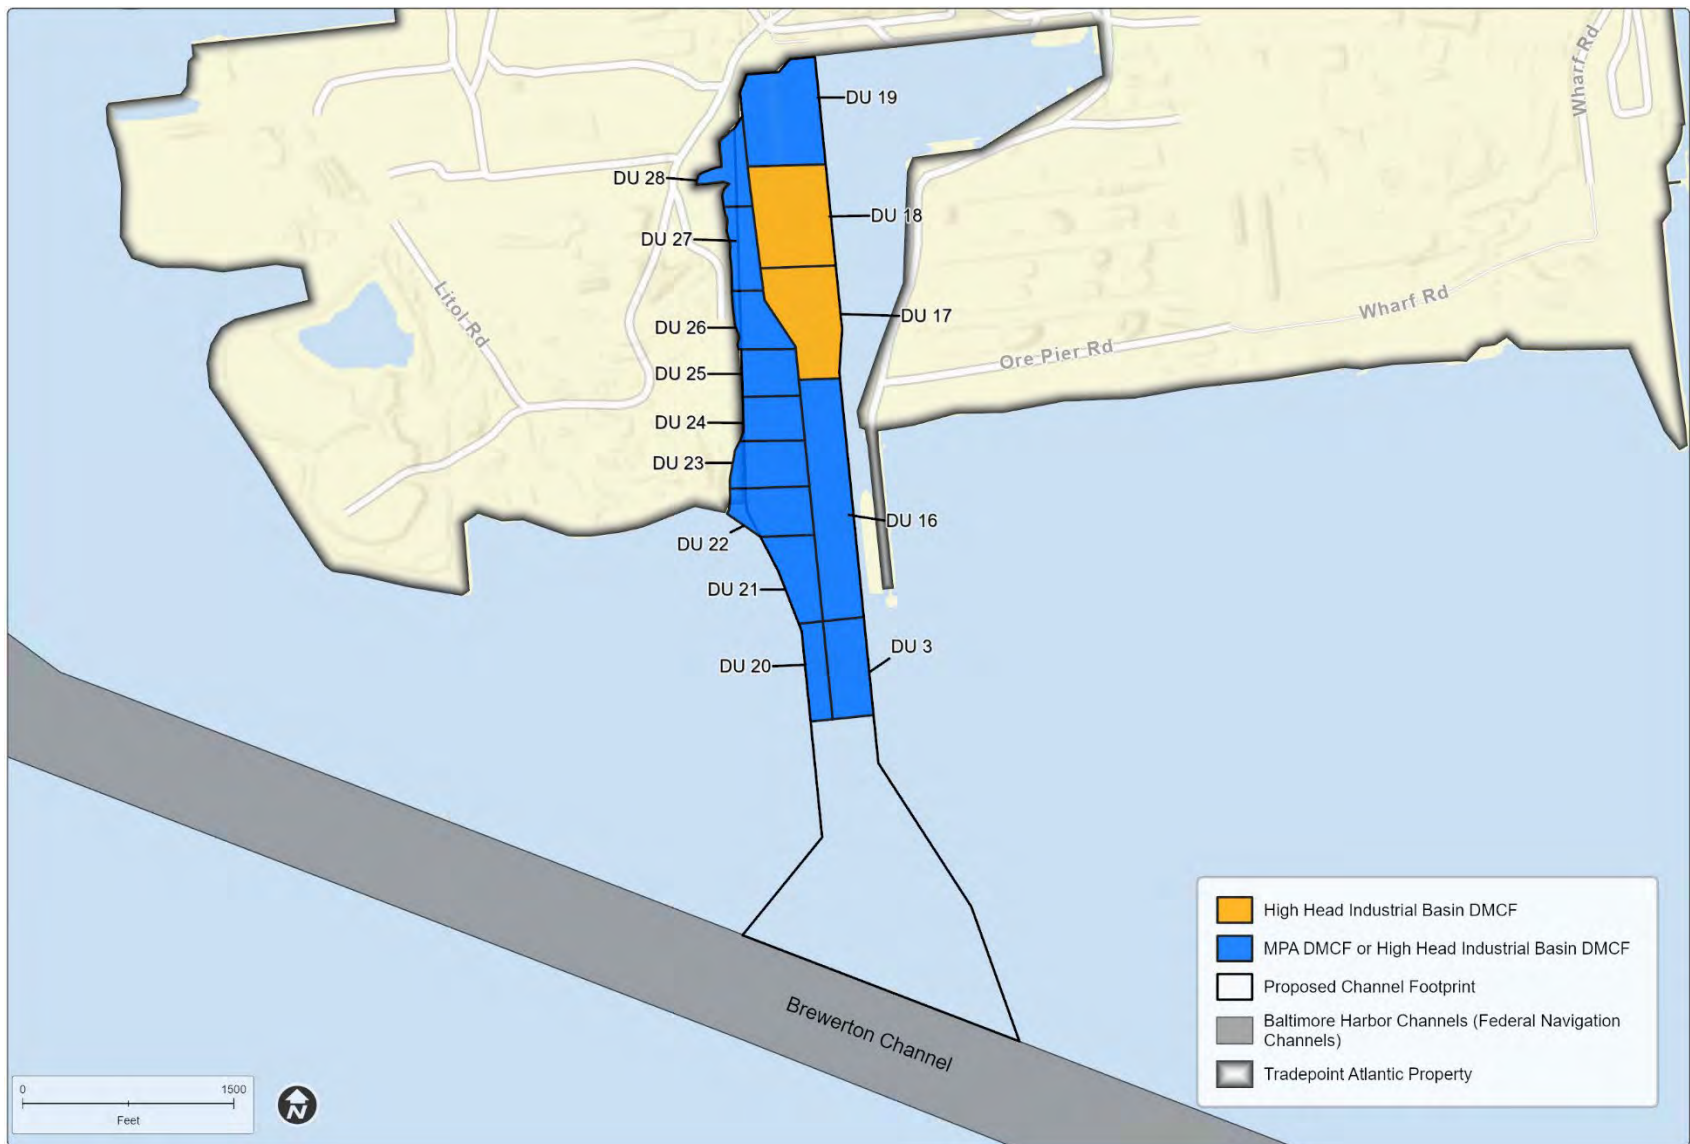 Wharf Rd
DU 19
DU 28
DU 18
DU 27
Litol Rd
DU 17
Wharf Rd
DU 26
Ore Pier Rd
DU 25
DU 24
DU 23
DU 16
DU 22
DU 21
DU 3
DU 20
Brewerton Channel
High Head Industrial Basin DMCF
MPA DMCF or High Head Industrial Basin DMCF
Proposed Channel Footprint
Baltimore Harbor Channels (Federal Navigation
Channels)
Tradepoint Atlantic Property
0 1500
Feet
N